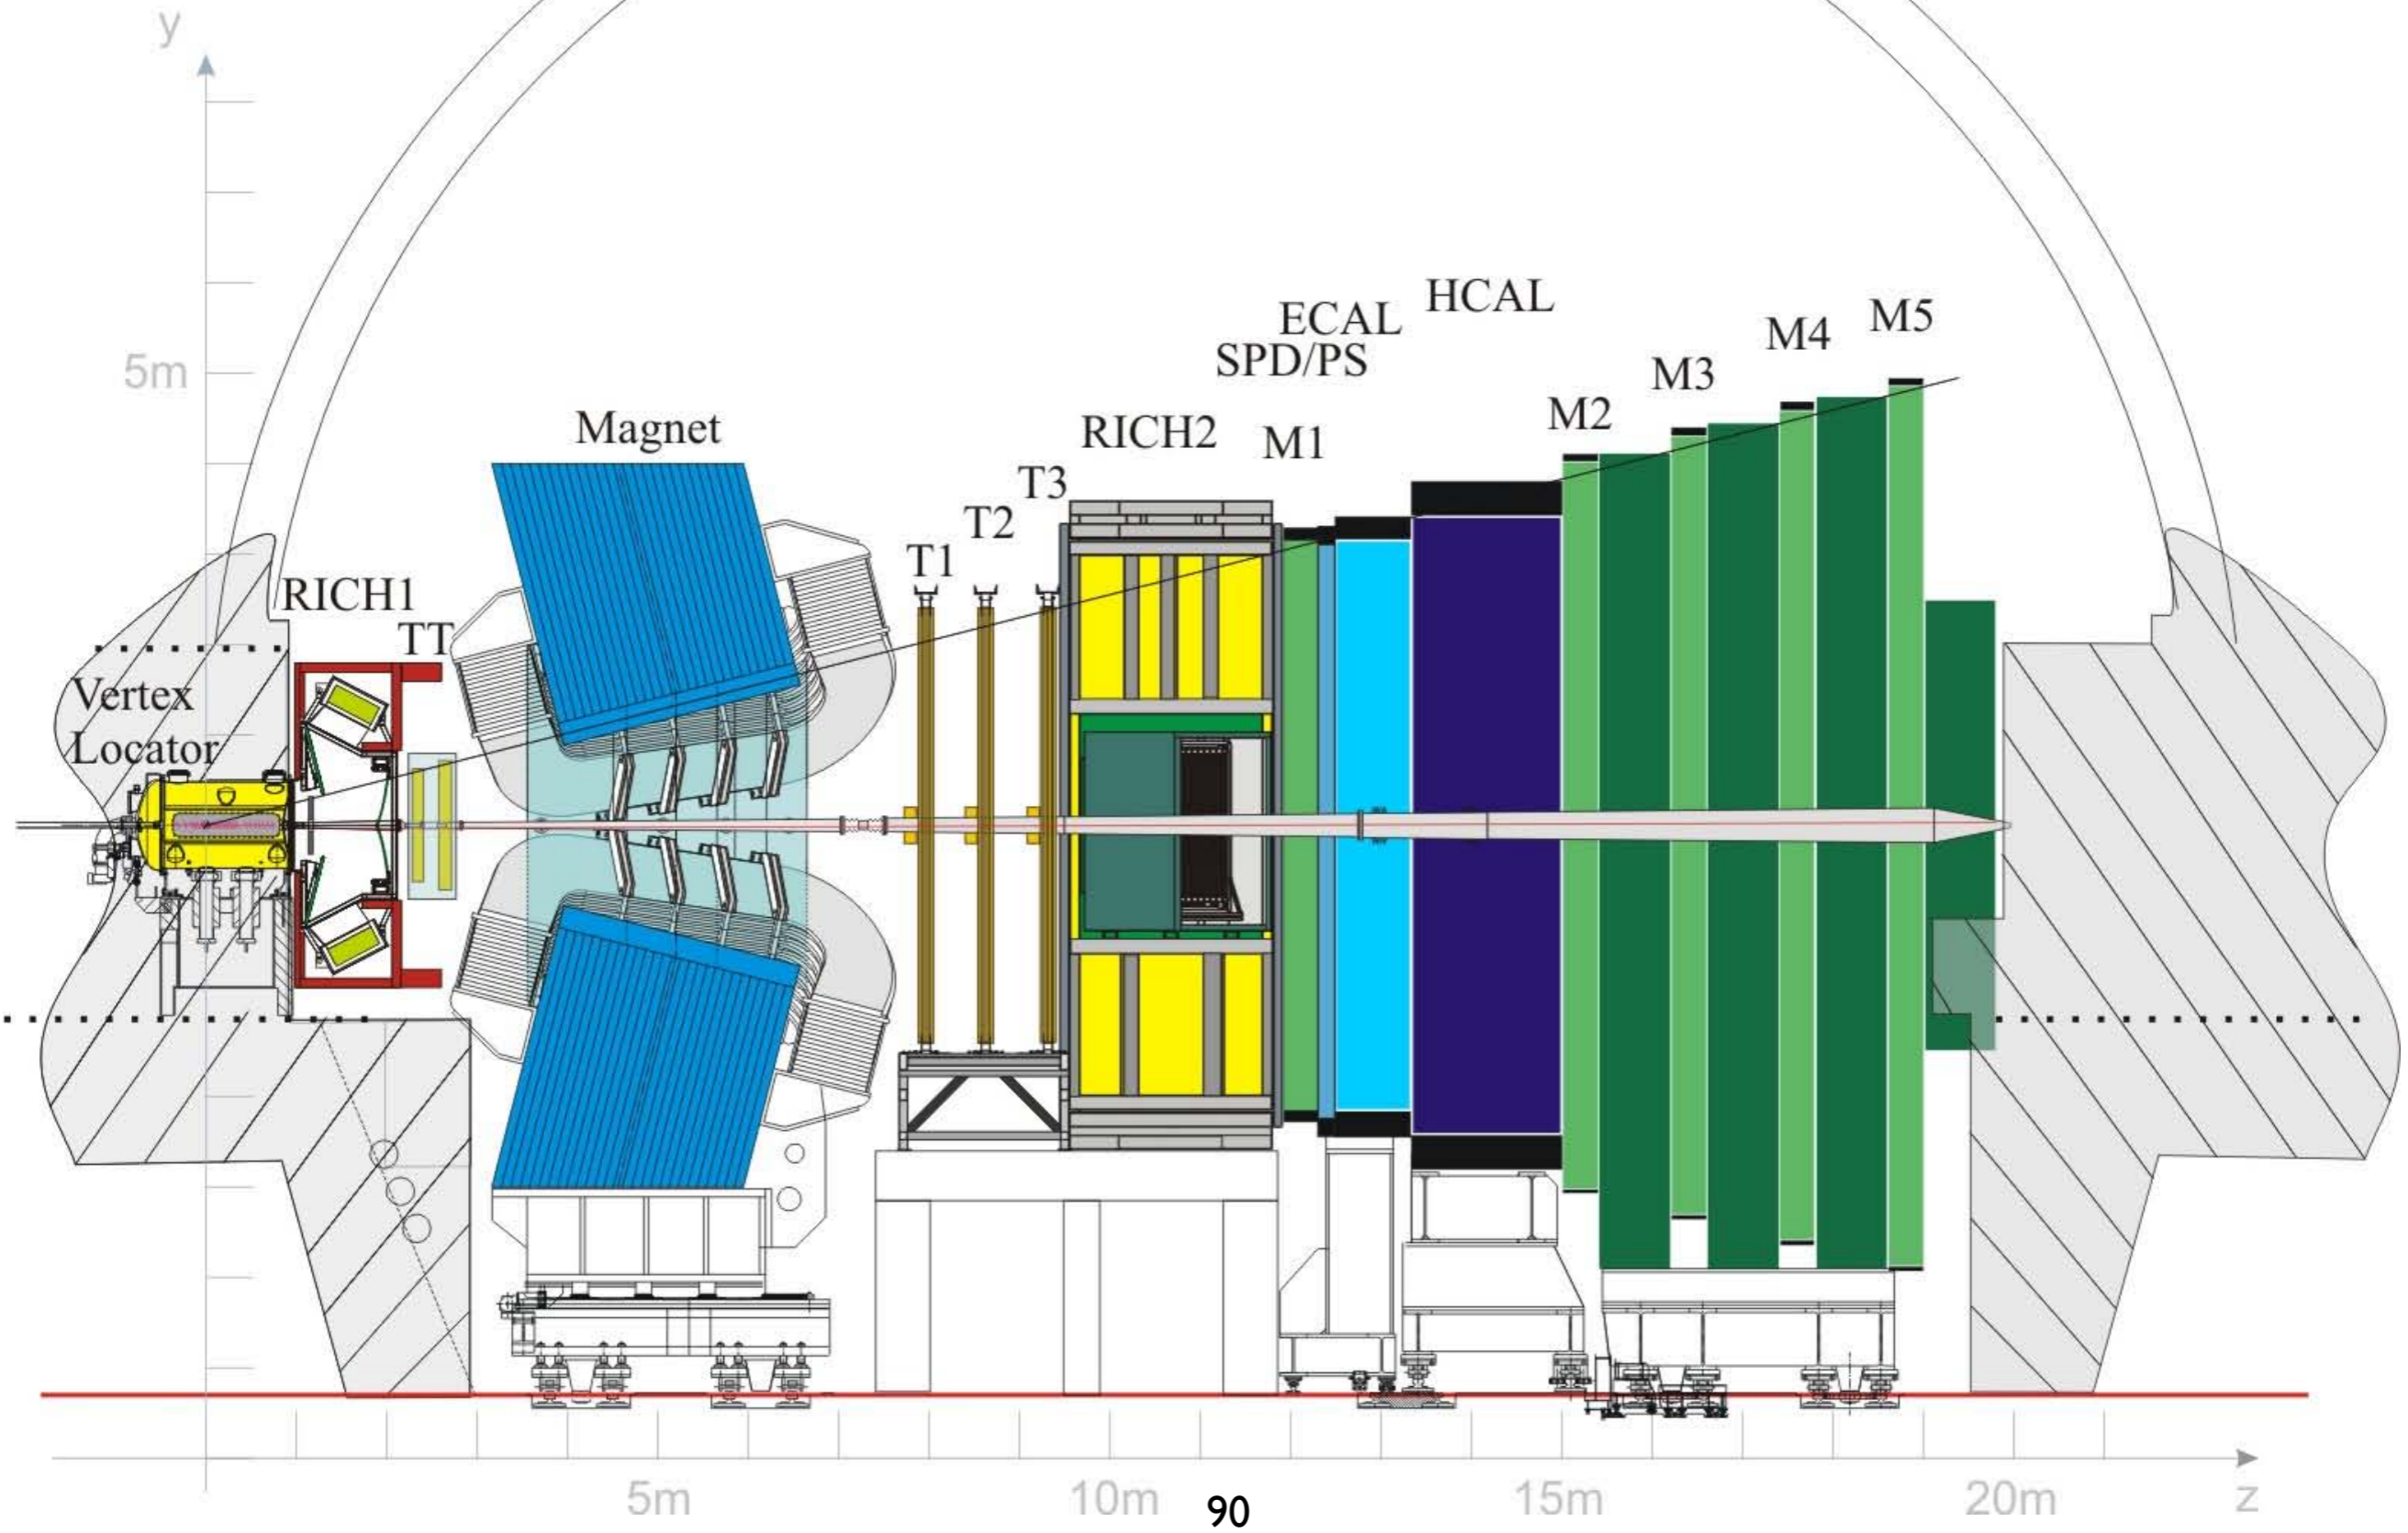 y
HCAL
ECAL
M5
M4
SPD/PS
5m
M3
M2
Magnet
RICH2
M1
T3
T2
T1
RICH1
TT
Vertex
Locator
5m
10m
15m
20m
z
90